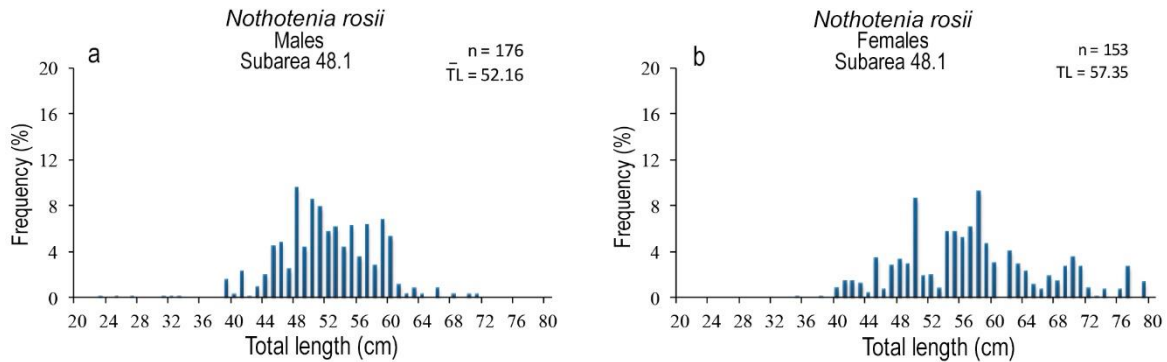 Nothotenia rosii
Males
Subarea 48.1
a
n = 176
T̅L = 52.16
20
16
12
8
4
0
Frequency (%)
20 24 28 32 36 40 44 48 52 56 60 64 68 72 56 80
Total length (cm)
Nothotenia rosii
Females
Subarea 48.1
b
n = 153
TL = 57.35
20
16
12
8
4
0
Frequency (%)
20 24 28 32 36 40 44 48 52 56 60 64 68 72 76 80
Total length (cm)